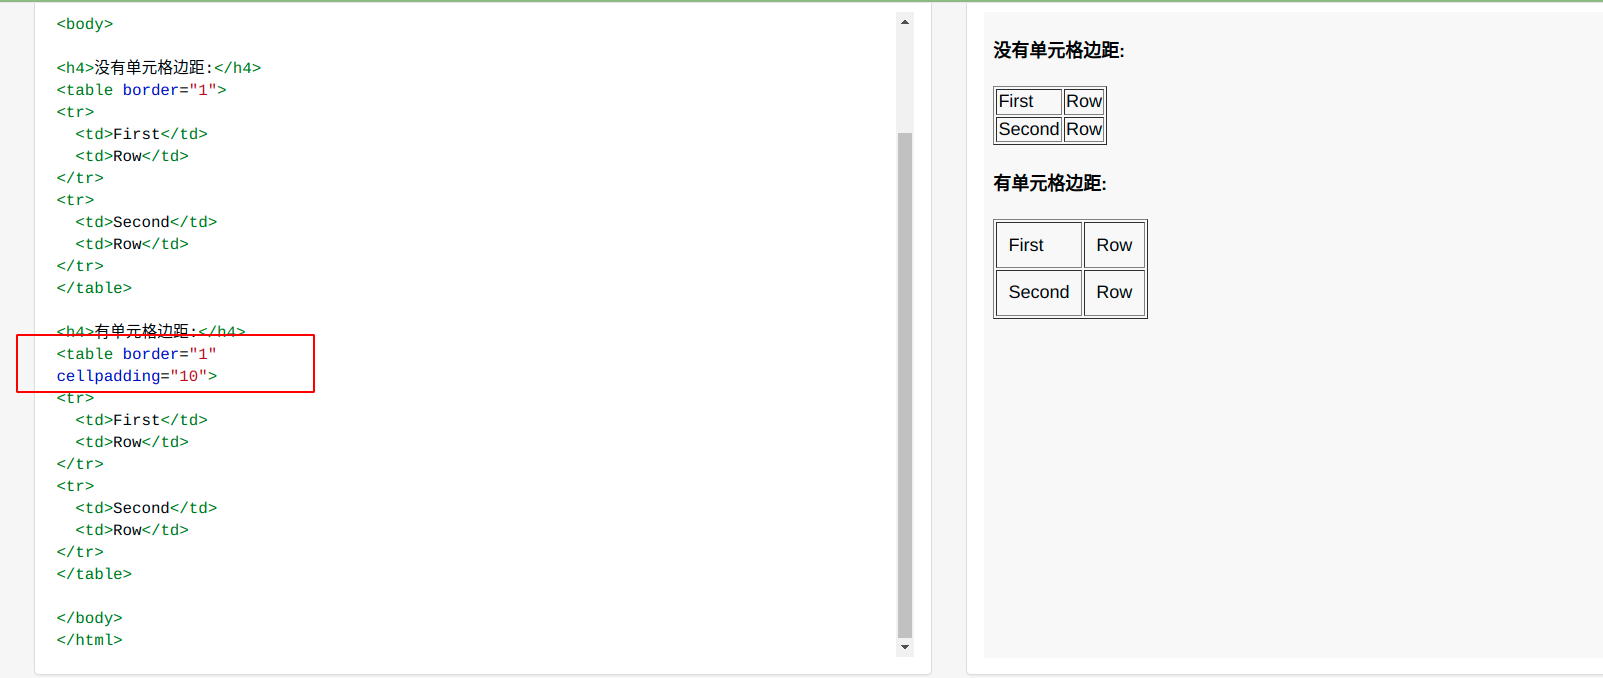 <body>
<h4>没有单元格边距:</h4>
<table border="1">
<tr>
<td>First</td>
<td>Row</td>
</tr>
<tr>
<td>Second</td>
<td>Row</td>
</tr>
</table>
<h4>有单元格边距:</h4>
<table border="1"
cellpadding="10">
<tr>
<td>First</td>
<td>Row</td>
</tr>
<tr>
<td>Second</td>
<td>Row</td>
</tr>
</table>
</body>
</html>
没有单元格边距:
First Row
Second Row
有单元格边距:
First Row
Second Row